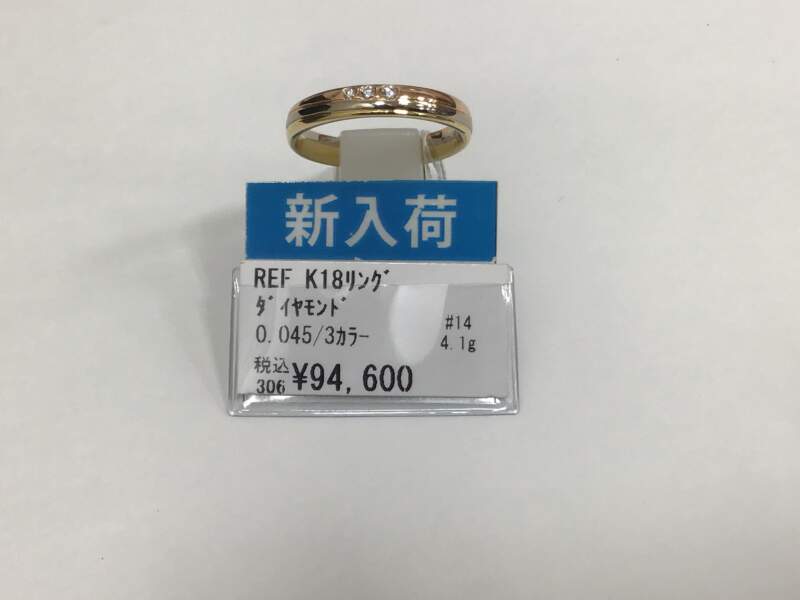 新入荷
REF K18ﾘﾝｸﾞ
ﾀﾞｲﾔﾓﾝﾄﾞ
0.045/3ｶﾗｰ #14
4.1g
税込
306 ¥94,600